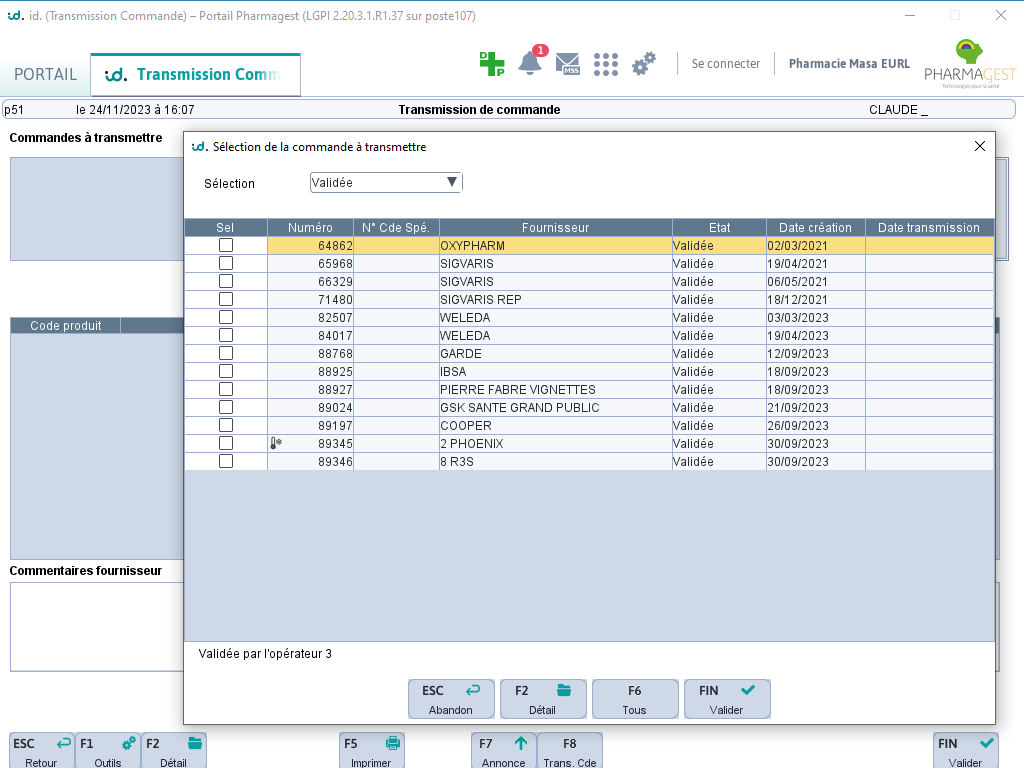 id. (Transmission Commande) – Portail Pharmagest (LGPI 2.20.3.1.R1.37 sur poste107)
PORTAIL
id. Transmission Comm
D P
1
MSS
Se connecter
Pharmacie Masa EURL
PHARMAGEST
Technologies pour la santé
p51 le 24/11/2023 à 16:07 Transmission de commande CLAUDE _
Commandes à transmettre
id. Sélection de la commande à transmettre
Sélection Validée
Sel Numéro N° Cde Spé. Fournisseur Etat Date création Date transmission
64862 OXYPHARM Validée 02/03/2021
65968 SIGVARIS Validée 19/04/2021
66329 SIGVARIS Validée 06/05/2021
71480 SIGVARIS REP Validée 18/12/2021
82507 WELEDA Validée 03/03/2023
84017 WELEDA Validée 19/04/2023
88768 GARDE Validée 12/09/2023
88925 IBSA Validée 18/09/2023
88927 PIERRE FABRE VIGNETTES Validée 18/09/2023
89024 GSK SANTE GRAND PUBLIC Validée 21/09/2023
89197 COOPER Validée 26/09/2023
89345 2 PHOENIX Validée 30/09/2023
89346 8 R3S Validée 30/09/2023
Code produit
Commentaires fournisseur
Validée par l'opérateur 3
ESC Abandon
F2 Détail
F6 Tous
FIN Valider
ESC Retour
F1 Outils
F2 Détail
F5 Imprimer
F7 Annonce
F8 Trans. Cde
FIN Valider